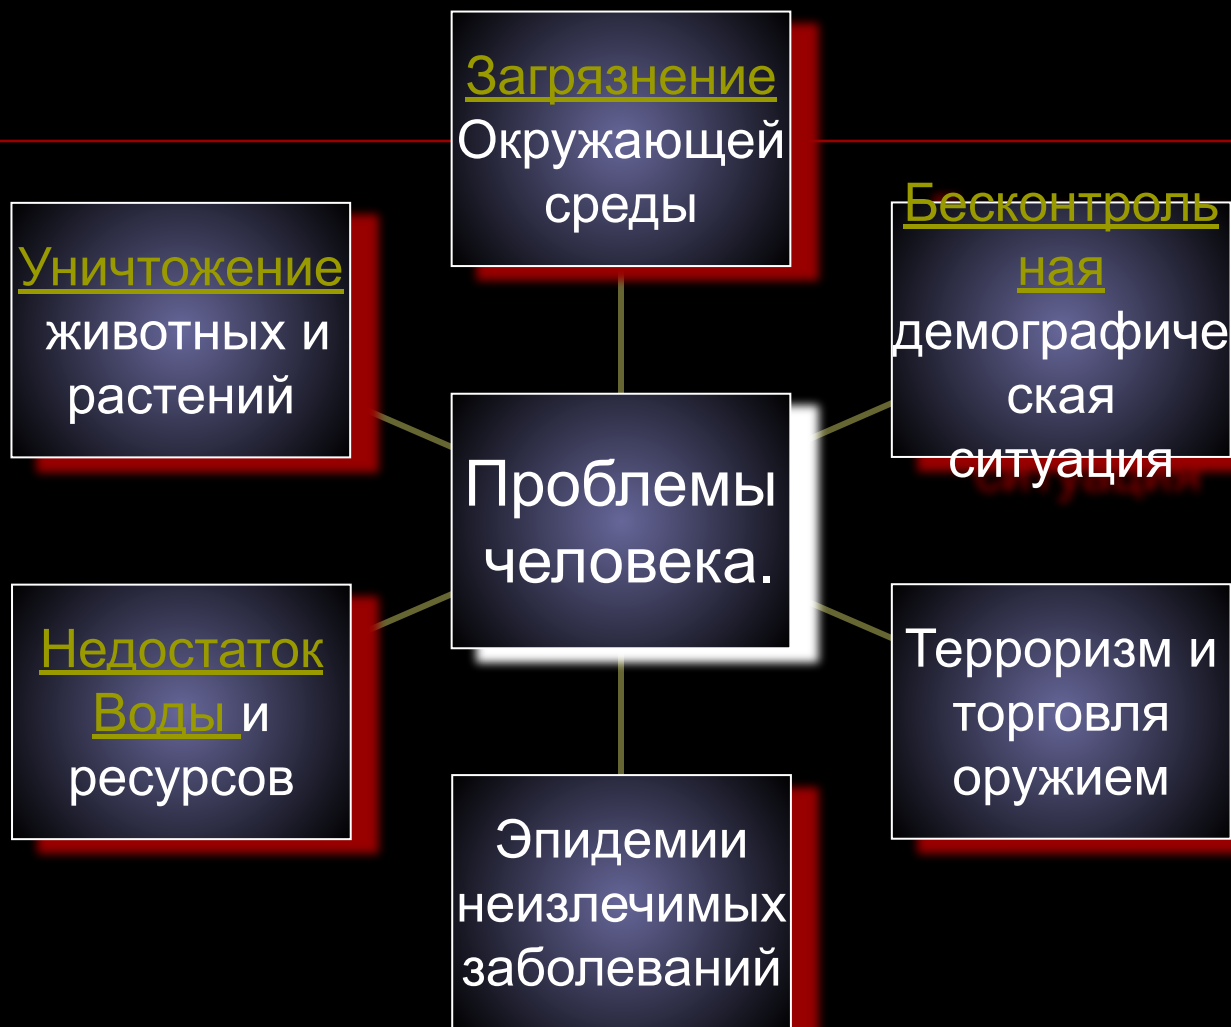 Загрязнение
Окружающей
среды
Уничтожение
животных и
растений
Бесконтроль
ная
демографиче
ская
ситуация
Проблемы
человека.
Недостаток
Воды и
ресурсов
Терроризм и
торговля
оружием
Эпидемии
неизлечимых
заболеваний